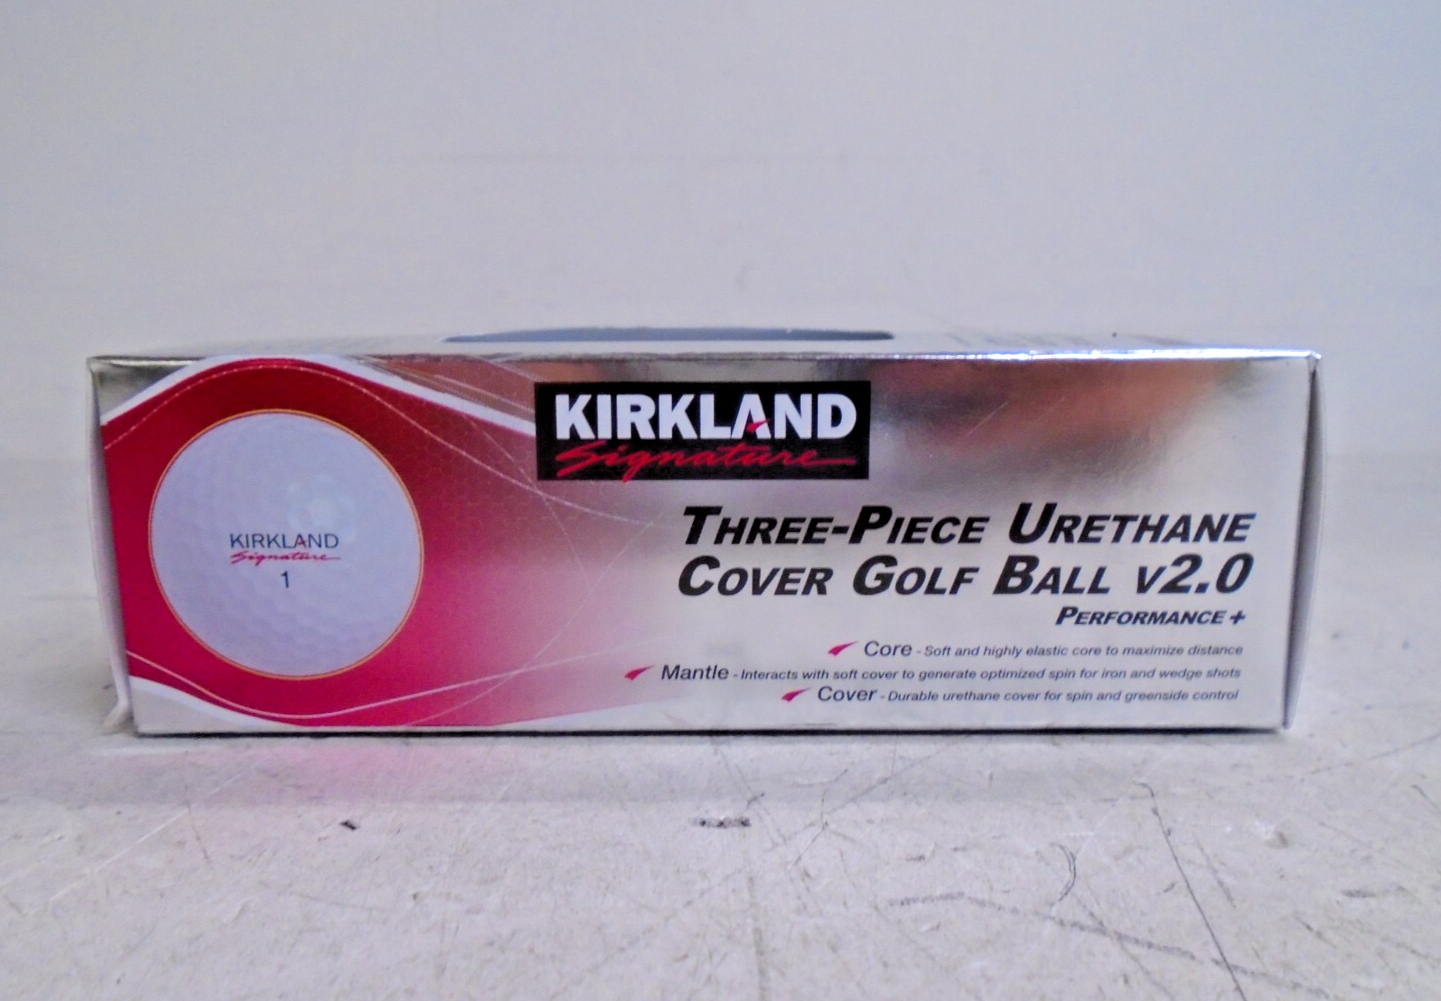 KIRKLAND
Signature
THREE-PIECE URETHANE
COVER GOLF BALL V2.0
PERFORMANCE+
Core - Soft and highly elastic core to maximize distance
Mantle - Interacts with soft cover to generate optimized spin for iron and wedge shots
Cover - Durable urethane cover for spin and greenside control
KIRKLAND
Signature
1